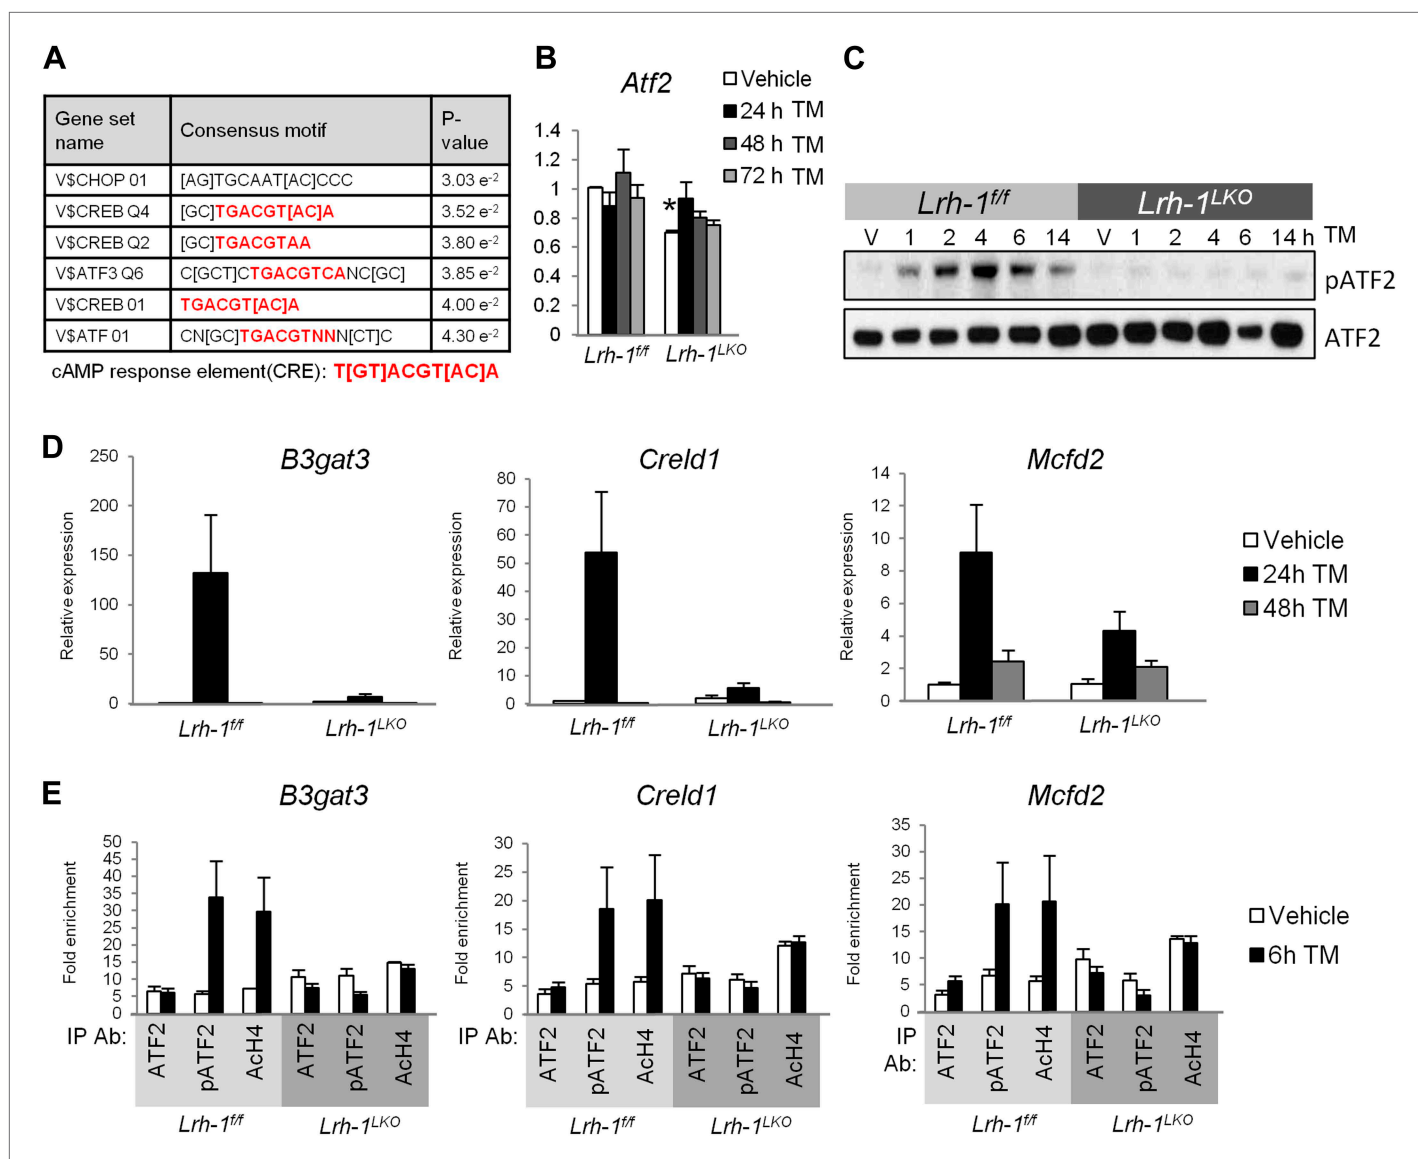 A
Gene set name
Consensus motif
P-value
V$CHOP 01 [AG]TGCAAT[AC]CCC 3.03 e-2
V$CREB Q4 [GC]TGACGT[AC]A 3.52 e-2
V$CREB Q2 [GC]TGACGTAA 3.80 e-2
V$ATF3 Q6 C[GCT]CTGACGTCANC[GC] 3.85 e-2
V$CREB 01 TGACGT[AC]A 4.00 e-2
V$ATF 01 CN[GC]TGACGTNNN[CT]C 4.30 e-2
cAMP response element(CRE): T[GT]ACGT[AC]A
B
Atf2
Vehicle
24 h TM
48 h TM
72 h TM
1.4
1.2
1
0.8
0.6
0.4
0.2
0
*
Lrh-1f/f Lrh-1LKO
C
Lrh-1f/f Lrh-1LKO
V 1 2 4 6 14 V 1 2 4 6 14 h TM
pATF2
ATF2
D
B3gat3
Relative expression
250
200
150
100
50
0
Lrh-1f/f Lrh-1LKO
Creld1
Relative expression
80
70
60
50
40
30
20
10
0
Lrh-1f/f Lrh-1LKO
Mcfd2
Relative expression
14
12
10
8
6
4
2
0
Lrh-1f/f Lrh-1LKO
Vehicle
24h TM
48h TM
E
B3gat3
Fold enrichment
50
45
40
35
30
25
20
15
10
5
0
IP Ab: ATF2 pATF2 AcH4 ATF2 pATF2 AcH4
Lrh-1f/f Lrh-1LKO
Creld1
Fold enrichment
30
25
20
15
10
5
0
IP Ab: ATF2 pATF2 AcH4 ATF2 pATF2 AcH4
Lrh-1f/f Lrh-1LKO
Mcfd2
Fold enrichment
35
30
25
20
15
10
5
0
IP
Ab: ATF2 pATF2 AcH4 ATF2 pATF2 AcH4
Lrh-1f/f Lrh-1LKO
Vehicle
6h TM